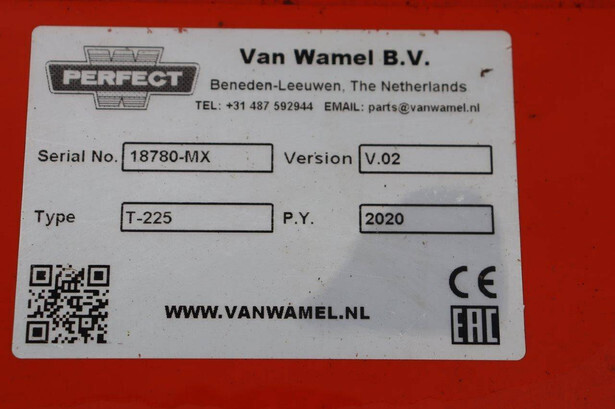 PERFECT
W
Van Wamel B.V.
Beneden-Leeuwen, The Netherlands
TEL: +31 487 592944 EMAIL: parts@vanwamel.nl
Serial No. 18780-MX Version V.02
Type T-225 P.Y. 2020
WWW.VANWAMEL.NL
CE
EAC